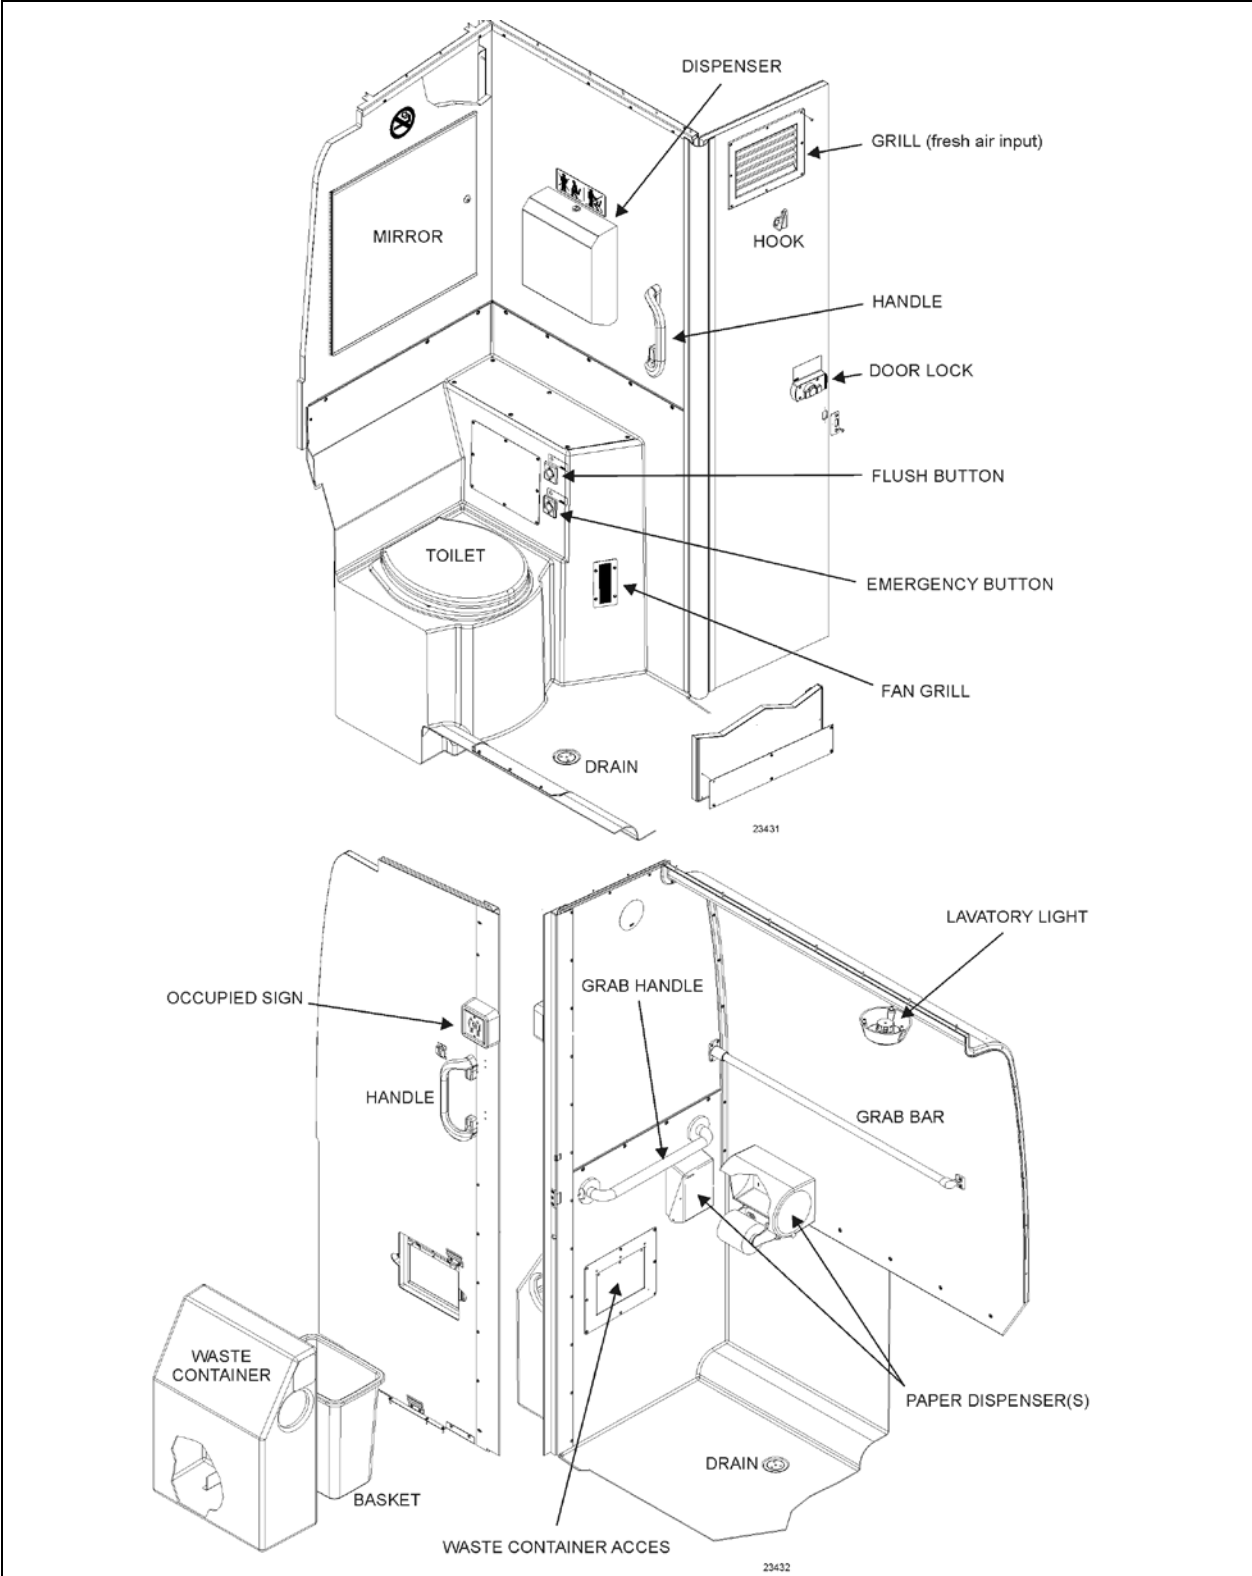 DISPENSER
GRILL (fresh air input)
MIRROR
HOOK
HANDLE
DOOR LOCK
FLUSH BUTTON
TOILET
EMERGENCY BUTTON
FAN GRILL
DRAIN
23431
LAVATORY LIGHT
GRAB HANDLE
OCCUPIED SIGN
HANDLE
GRAB BAR
WASTE
CONTAINER
PAPER DISPENSER(S)
DRAIN
BASKET
WASTE CONTAINER ACCES
23432